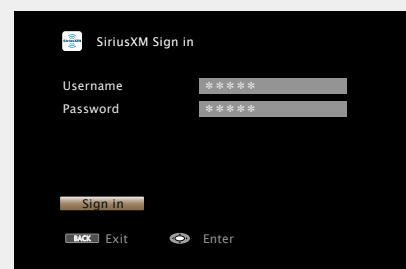 SiriusXM Sign in
Username *****
Password *****
Sign in
BACK Exit Enter